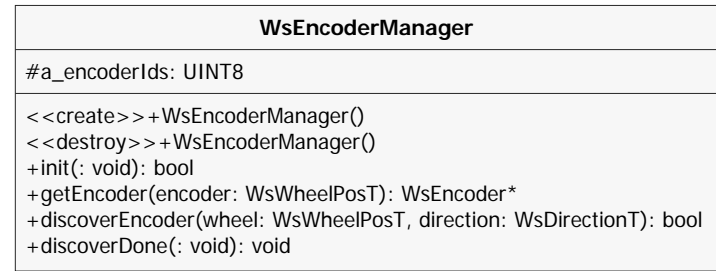 WsEncoderManager
#a_encoderIds: UINT8
<<create>>+WsEncoderManager()
<<destroy>>+WsEncoderManager()
+init(: void): bool
+getEncoder(encoder: WsWheelPosT): WsEncoder*
+discoverEncoder(wheel: WsWheelPosT, direction: WsDirectionT): bool
+discoverDone(: void): void